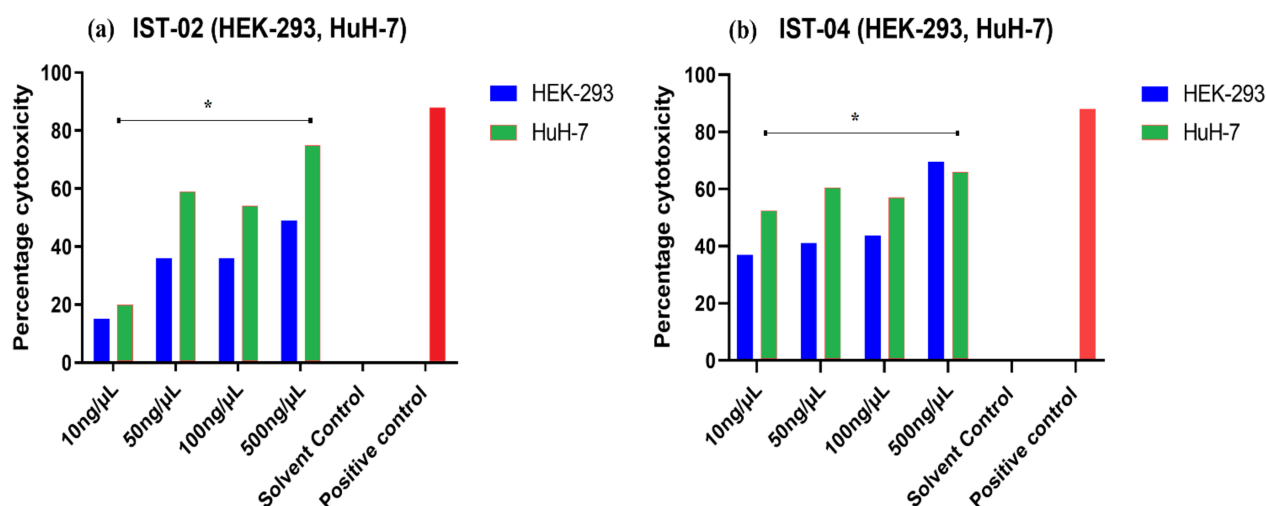 (a) IST-02 (HEK-293, HuH-7)
Percentage cytotoxicity
100
80
60
40
20
0
*
HEK-293
HuH-7
10ng/µL
50ng/µL
100ng/µL
500ng/µL
Solvent Control
Positive control
(b) IST-04 (HEK-293, HuH-7)
Percentage cytotoxicity
100
80
60
40
20
0
*
HEK-293
HuH-7
10ng/µL
50ng/µL
100ng/µL
500ng/µL
Solvent Control
Positive control